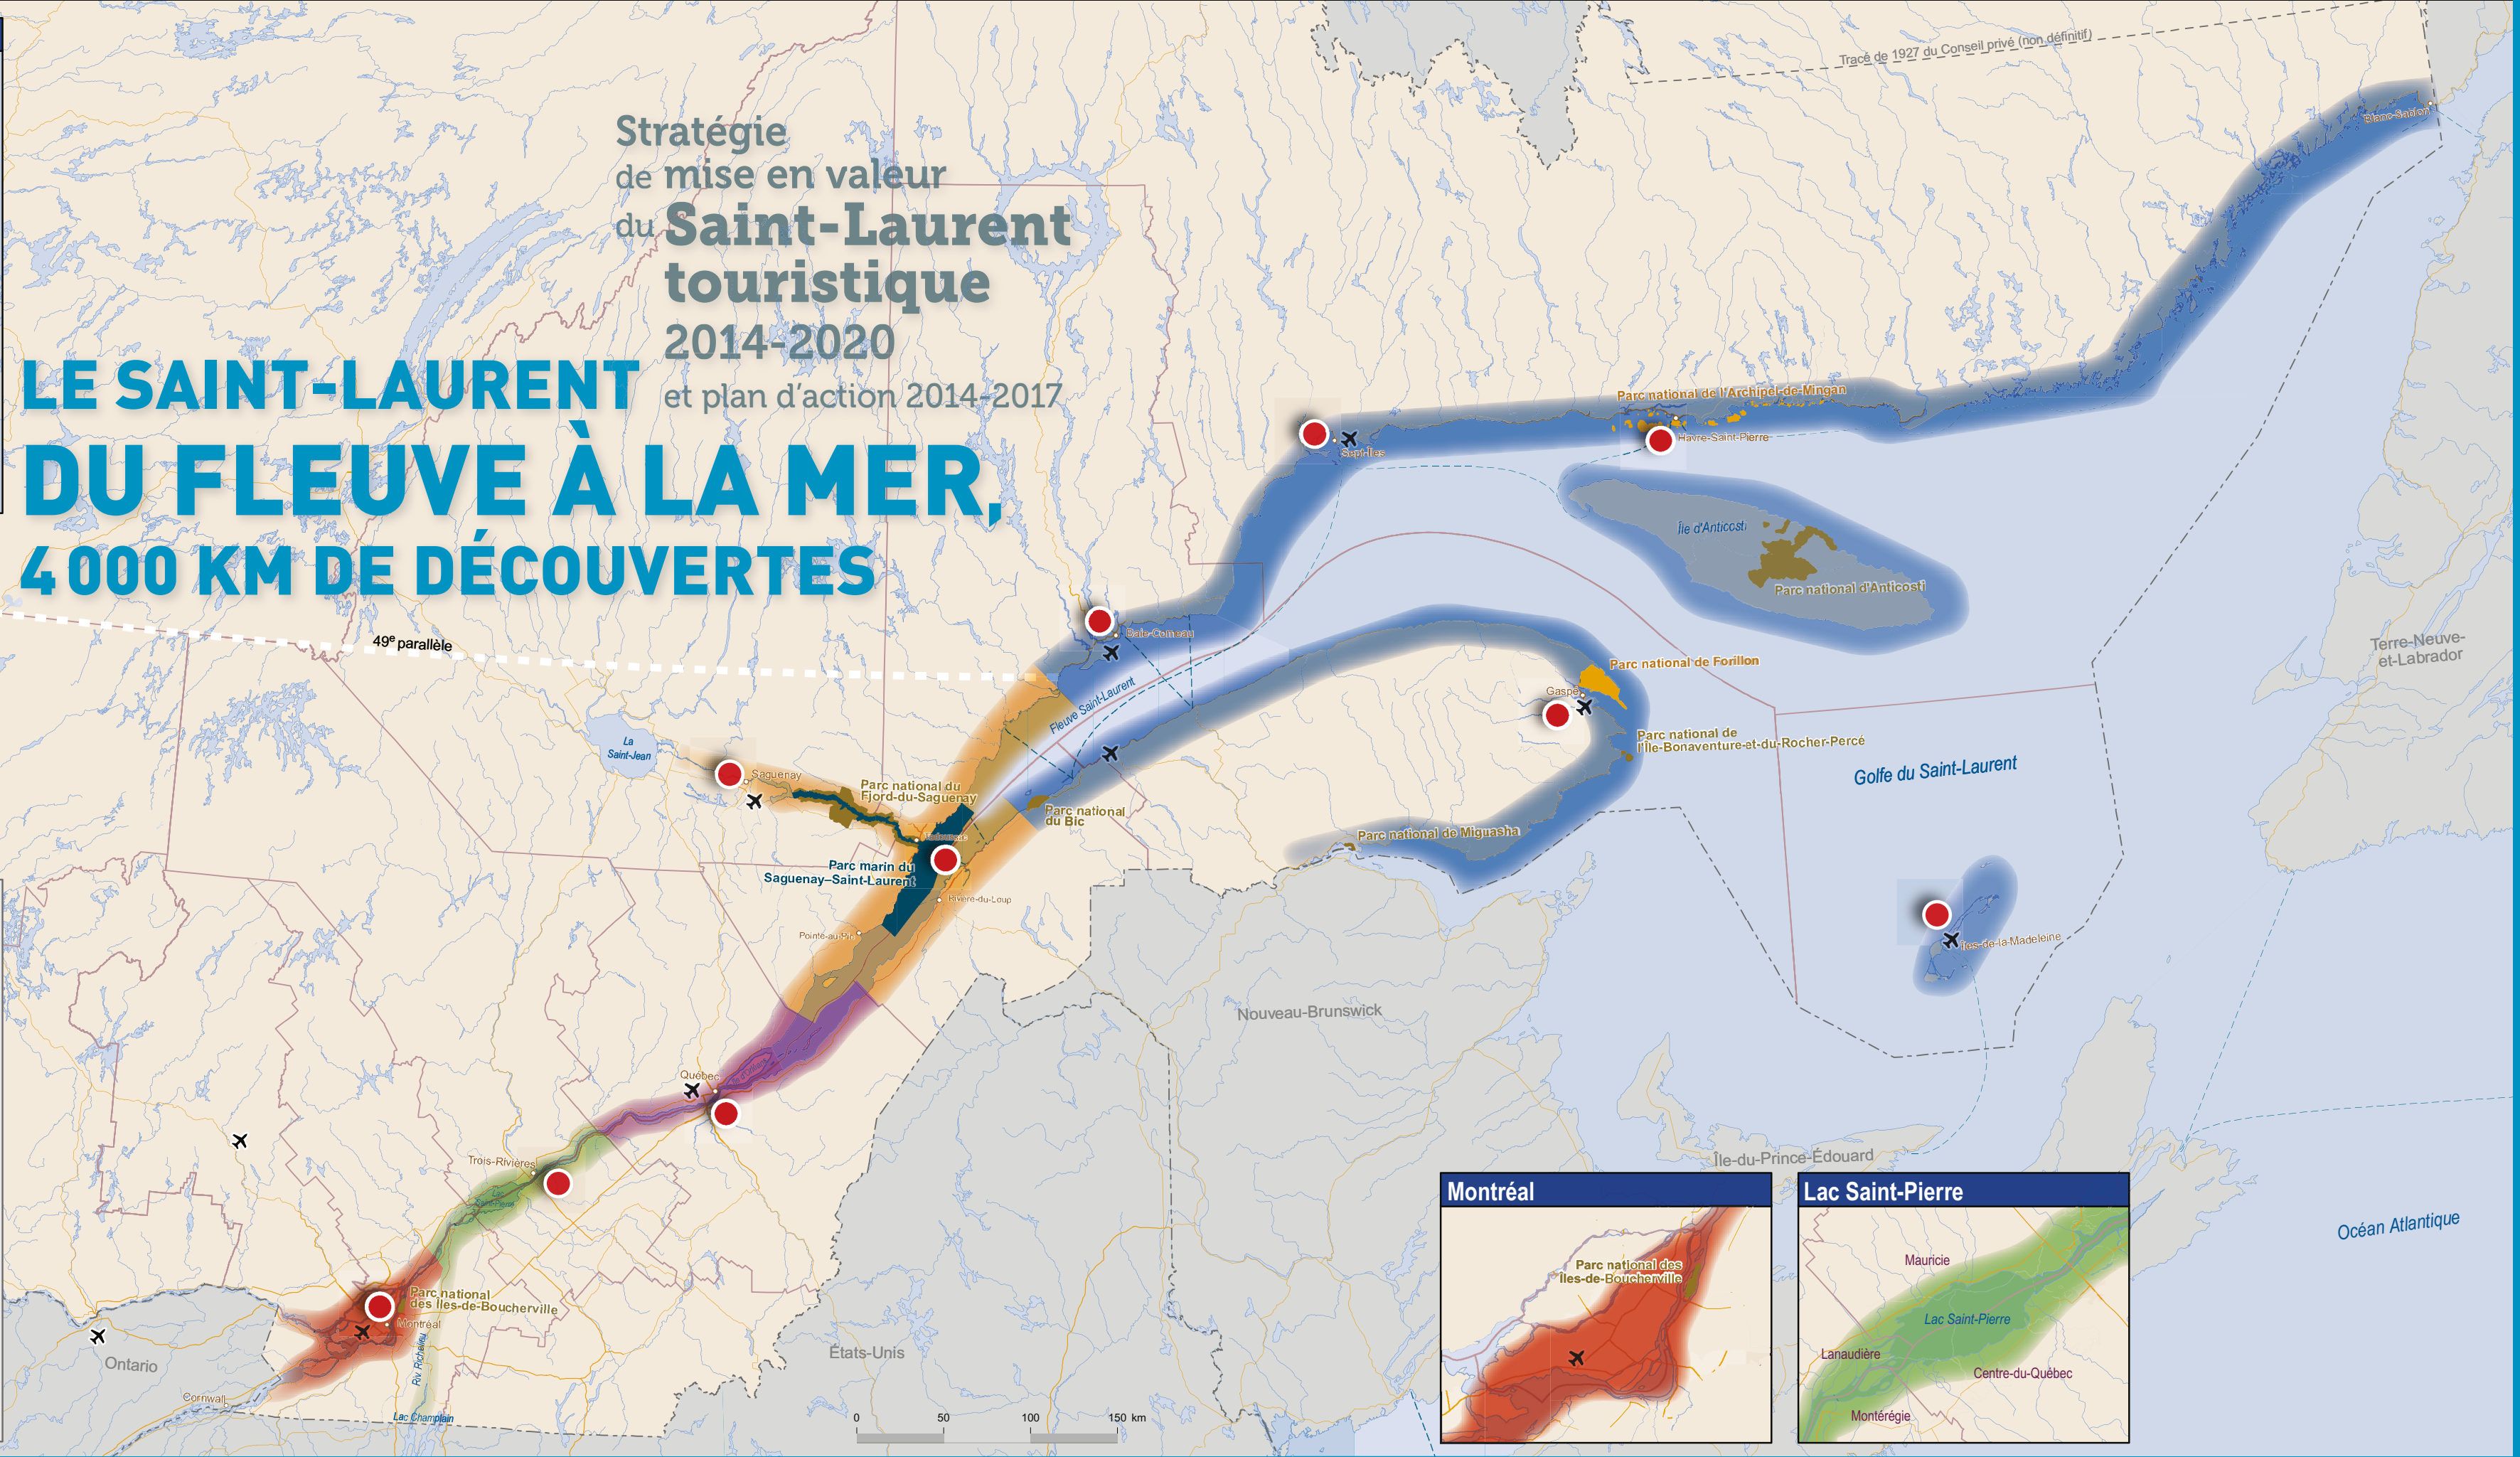 Tracé de 1927 du Conseil privé (non définitif)
Stratégie
de mise en valeur
du Saint-Laurent
touristique
2014-2020
et plan d'action 2014-2017
LE SAINT-LAURENT
DU FLEUVE À LA MER,
4 000 KM DE DÉCOUVERTES
Blanc-Sablon
Parc national de l'Archipel-de-Mingan
Havre-Saint-Pierre
Sept-Îles
Île d'Anticosti
Parc national d'Anticosti
49e parallèle
Baie-Comeau
Terre-Neuve-
et-Labrador
Parc national de Forillon
Gaspé
Fleuve Saint-Laurent
Parc national de
l'Île-Bonaventure-et-du-Rocher-Percé
La
Saint-Jean
Saguenay
Golfe du Saint-Laurent
Parc national du
Fjord-du-Saguenay
Parc national
du Bic
Parc national de Miguasha
Parc marin du
Saguenay–Saint-Laurent
Rivière-du-Loup
Pointe-au-Pic
Îles-de-la-Madeleine
Nouveau-Brunswick
Québec
Trois-Rivières
Lac
Saint-Pierre
Île-du-Prince-Édouard
Océan Atlantique
Parc national
des Îles-de-Boucherville
Montréal
Riv. Richelieu
Ontario
Cornwall
Lac Champlain
États-Unis
0 50 100 150 km
Montréal
Parc national des
Îles-de-Boucherville
Lac Saint-Pierre
Mauricie
Lac Saint-Pierre
Lanaudière
Centre-du-Québec
Montérégie